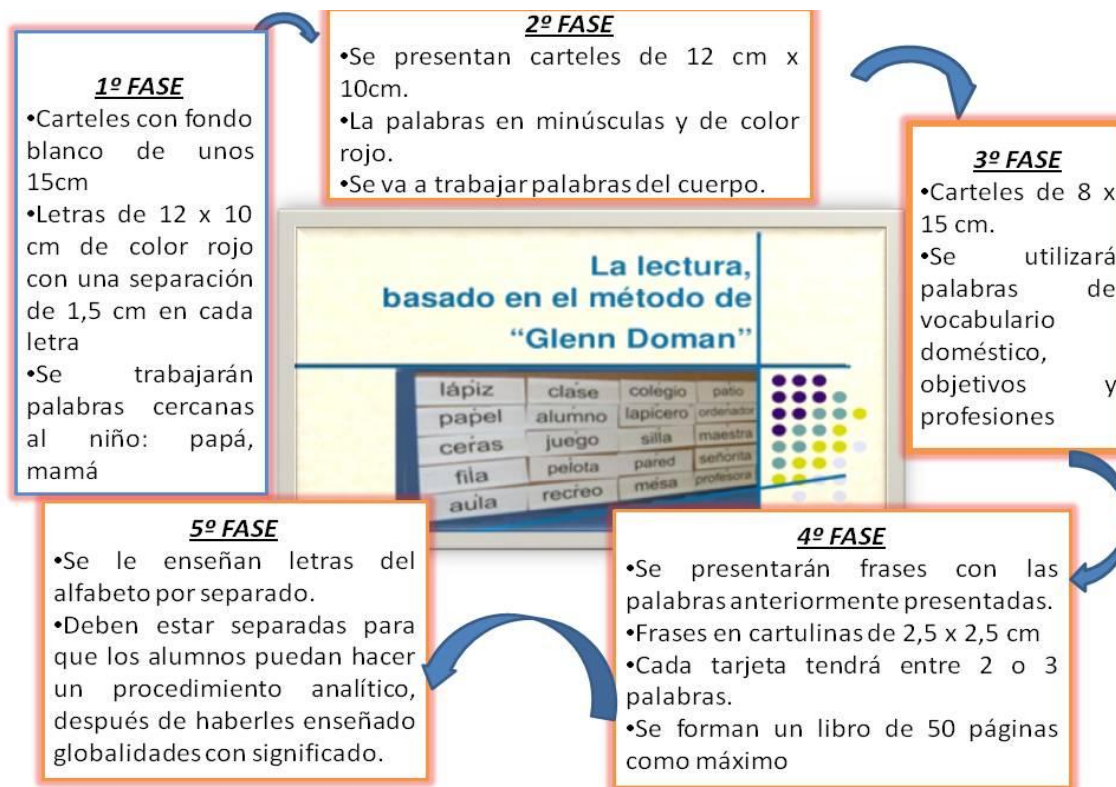 1º FASE
•Carteles con fondo
blanco de unos
15cm
•Letras de 12 x 10
cm de color rojo
con una separación
de 1,5 cm en cada
letra
•Se trabajarán
palabras cercanas
al niño: papá,
mamá
2º FASE
•Se presentan carteles de 12 cm x
10cm.
•La palabras en minúsculas y de color
rojo.
•Se va a trabajar palabras del cuerpo.
3º FASE
•Carteles de 8 x
15 cm.
•Se utilizará
palabras de
vocabulario
doméstico,
objetivos y
profesiones
La lectura,
basado en el método de
“Glenn Doman”
lápiz clase colegio patio
papel alumno lapicero ordenador
ceras juego silla maestra
fila pelota pared señorita
aula recreo mesa profesora
4º FASE
•Se presentarán frases con las
palabras anteriormente presentadas.
•Frases en cartulinas de 2,5 x 2,5 cm
•Cada tarjeta tendrá entre 2 o 3
palabras.
•Se forman un libro de 50 páginas
como máximo
5º FASE
•Se le enseñan letras del
alfabeto por separado.
•Deben estar separadas para
que los alumnos puedan hacer
un procedimiento analítico,
después de haberles enseñado
globalidades con significado.